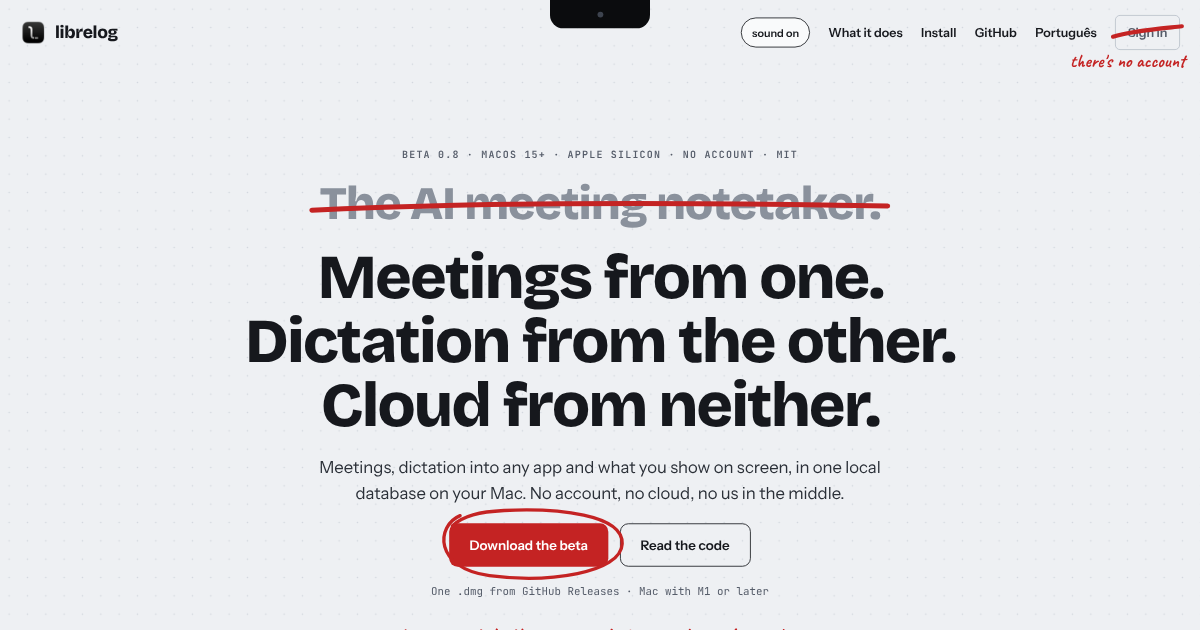 librelog
sound on
What it does
Install
GitHub
Português
Sign in
there's no account
BETA 0.8 · MACOS 15+ · APPLE SILICON · NO ACCOUNT · MIT
The AI meeting notetaker.
Meetings from one.
Dictation from the other.
Cloud from neither.
Meetings, dictation into any app and what you show on screen, in one local
database on your Mac. No account, no cloud, no us in the middle.
Download the beta
Read the code
One .dmg from GitHub Releases · Mac with M1 or later